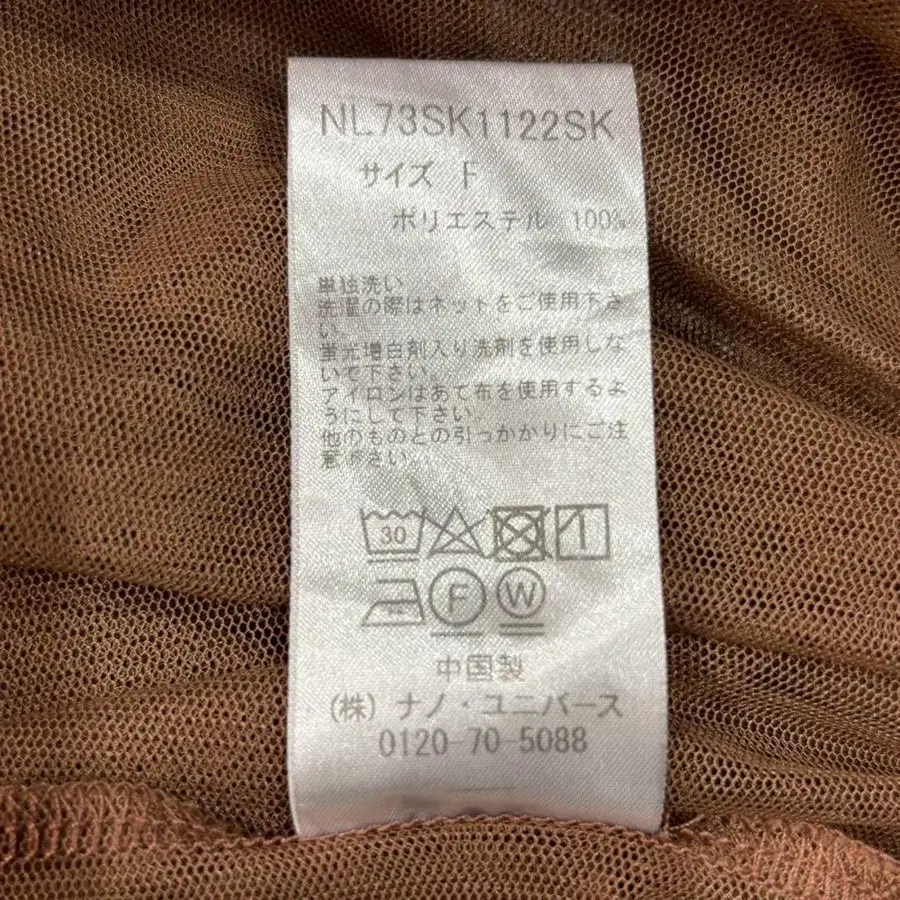 NL73SK1122SK
サイズ F
ポリエステル 100%
単独洗い
洗濯の際はネットをご使用下さ
い。
蛍光増白剤入り洗剤を使用しな
いで下さい。
アイロンはあて布を使用するよ
うにして下さい。
他のものとの引っかかりにご注
意下さい。
30
F W
中国製
(株) ナノ・ユニバース
0120-70-5088